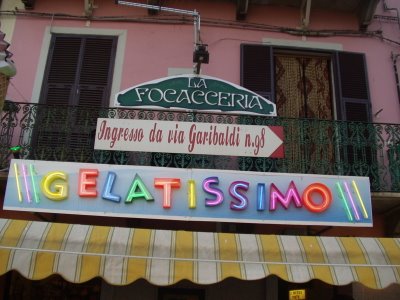 LA
FOCACCERIA
Ingresso da via Garibaldi n.98
GELATISSIMO